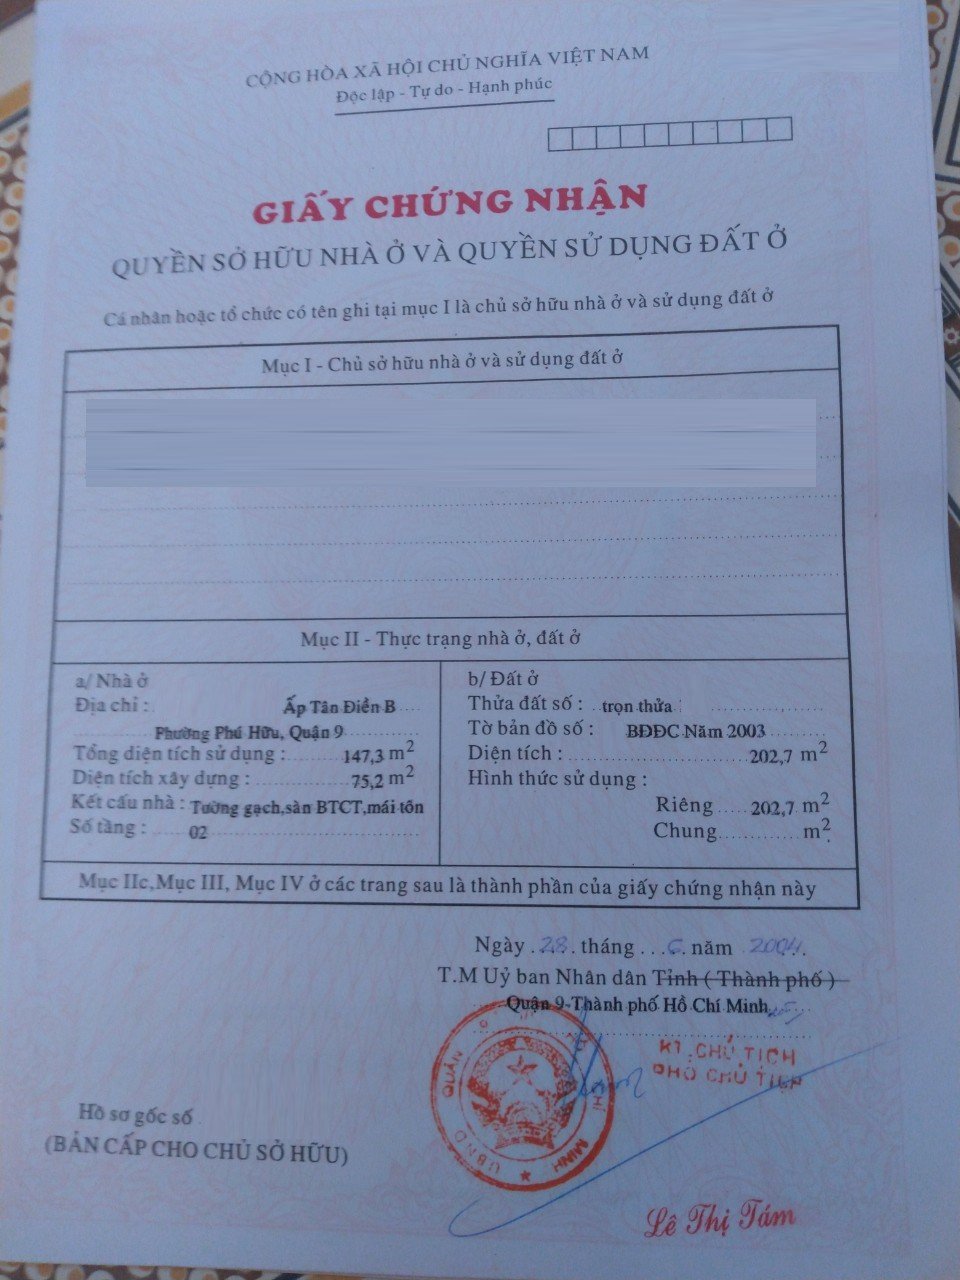 CỘNG HÒA XÃ HỘI CHỦ NGHĨA VIỆT NAM
Độc lập - Tự do - Hạnh phúc
GIẤY CHỨNG NHẬN
QUYỀN SỞ HỮU NHÀ Ở VÀ QUYỀN SỬ DỤNG ĐẤT Ở
Cá nhân hoặc tổ chức có tên ghi tại mục I là chủ sở hữu nhà ở và sử dụng đất ở
Mục I - Chủ sở hữu nhà ở và sử dụng đất ở
Mục II - Thực trạng nhà ở, đất ở
a/ Nhà ở
Địa chỉ : Ấp Tân Điền B
Phường Phú Hữu, Quận 9
Tổng diện tích sử dụng : 147,3 m²
Diện tích xây dựng : 75,2 m²
Kết cấu nhà : Tường gạch,sàn BTCT,mái tôn
Số tầng : 02
b/ Đất ở
Thửa đất số : trọn thửa
Tờ bản đồ số : BĐĐC Năm 2003
Diện tích : 202,7 m²
Hình thức sử dụng :
Riêng 202,7 m²
Chung m²
Mục IIc,Mục III, Mục IV ở các trang sau là thành phần của giấy chứng nhận này
Ngày 28 tháng 6 năm 2004
T.M Uỷ ban Nhân dân Tỉnh ( Thành phố )
Quận 9-Thành phố Hồ Chí Minh
KT.CHỦ TỊCH
PHÓ CHỦ TỊCH
UBND QUẬN 9 MINH
Hồ sơ gốc số
(BẢN CẤP CHO CHỦ SỞ HỮU)
Lê Thị Tám